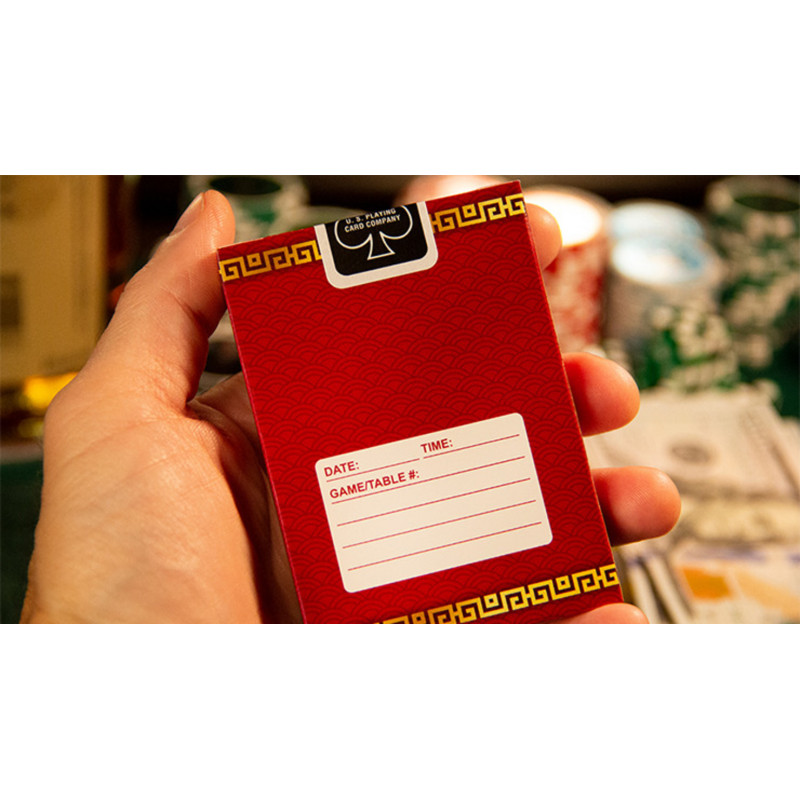 U. S. PLAYING
CARD COMPANY
DATE: TIME:
GAME/TABLE #: